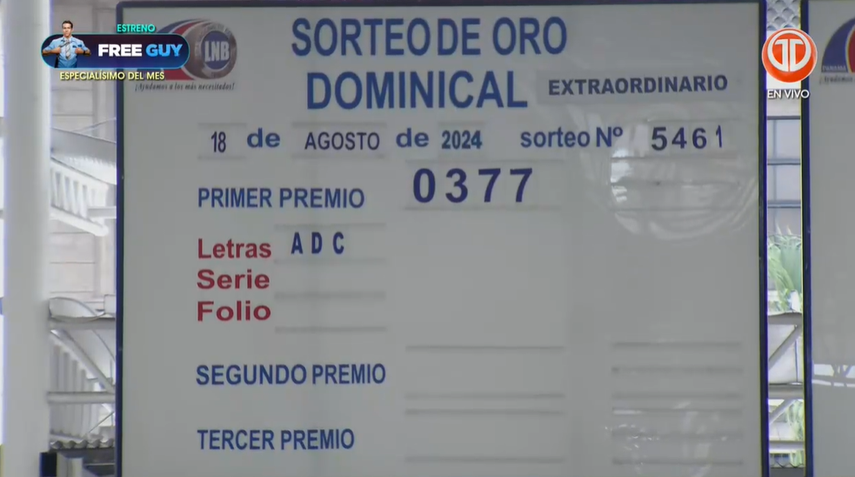 ESTRENO
FREE GUY
ESPECIALÍSIMO DEL MES
LNB
¡Ayudamos a los más necesitados!
SORTEO DE ORO
DOMINICAL EXTRAORDINARIO
EN VIVO
18 de AGOSTO de 2024 sorteo Nº 5461
PRIMER PREMIO 0377
Letras ADC
Serie
Folio
SEGUNDO PREMIO
TERCER PREMIO